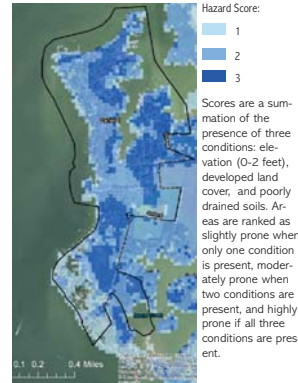 Hazard Score:
1
2
3
Scores are a sum-
mation of the
presence of three
conditions: ele-
vation (0-2 feet),
developed land
cover, and poorly
drained soils. Ar-
eas are ranked as
slightly prone when
only one condition
is present, moder-
ately prone when
two conditions are
present, and highly
prone if all three
conditions are pres
ent.
0.1 0.2 0.4 Miles